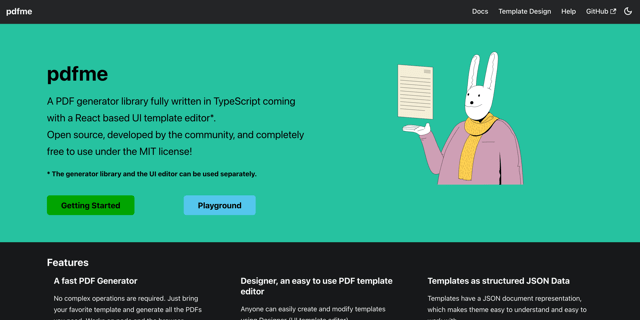 pdfme
Docs Template Design Help GitHub
pdfme
A PDF generator library fully written in TypeScript coming
with a React based UI template editor*.
Open source, developed by the community, and completely
free to use under the MIT license!
* The generator library and the UI editor can be used separately.
Getting Started Playground
Features
A fast PDF Generator
No complex operations are required. Just bring
your favorite template and generate all the PDFs
Designer, an easy to use PDF template
editor
Anyone can easily create and modify templates
Templates as structured JSON Data
Templates have a JSON document representation,
which makes theme easy to understand and easy to